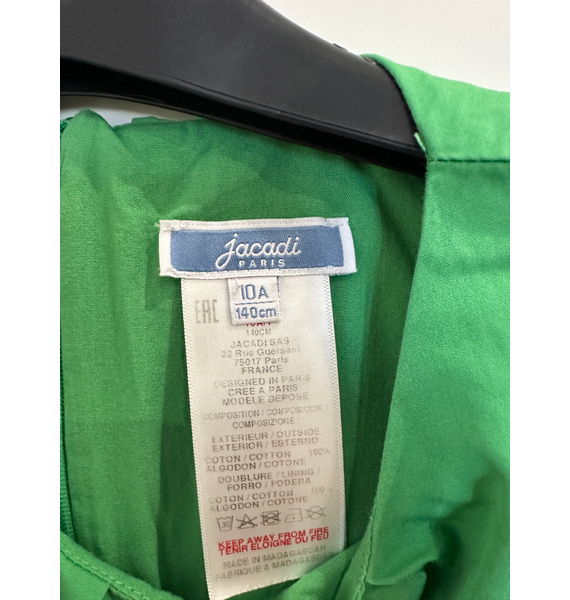 jacadi
PARIS
10A
140cm
EAC
140CM
JACADI SAS
32 Rue Guersant
75017 Paris
FRANCE
DESIGNED IN PARIS
CREE A PARIS
MODELE DEPOSE
COMPOSITION / COMPOSICION /
COMPOSIZIONE :
EXTERIEUR / OUTSIDE
EXTERIOR / ESTERNO
COTON / COTTON 100%
ALGODON / COTONE
DOUBLURE / LINING /
FORRO / FODERA
COTON / COTTON 100%
ALGODON / COTONE
30
KEEP AWAY FROM FIRE
TENIR ELOIGNE DU FEU
MADE IN MADAGASCAR
FABRIQUE A MADAGASCAR